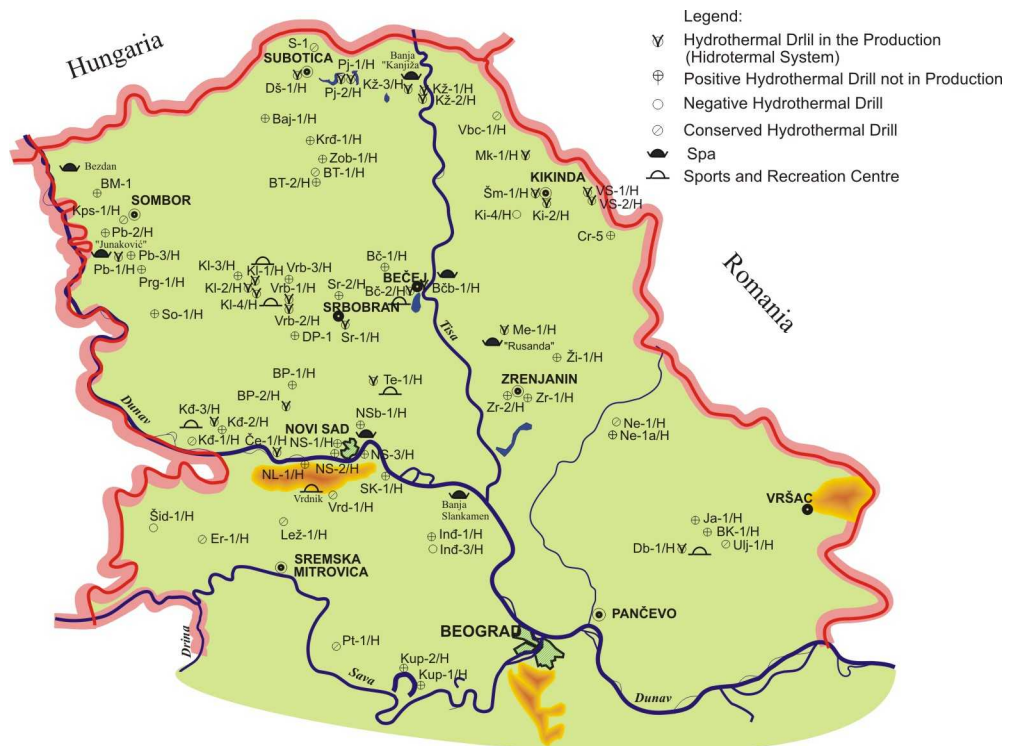 Legend:
Hydrothermal Drlil in the Production
(Hidrotermal System)
Positive Hydrothermal Drill not in Production
Negative Hydrothermal Drill
Conserved Hydrothermal Drill
Spa
Sports and Recreation Centre
Hungaria
Romania
S-1
SUBOTICA
Dš-1/H
Pj-1/H
Pj-2/H
Banja
"Kanjiža"
Kž-3/H
Kž-1/H
Kž-2/H
Baj-1/H
Krđ-1/H
Zob-1/H
BT-1/H
BT-2/H
Vbc-1/H
Mk-1/H
KIKINDA
Šm-1/H
VS-1/H
VS-2/H
Ki-4/H
Ki-2/H
Cr-5
Bezdan
BM-1
Kps-1/H
SOMBOR
Pb-2/H
"Junaković"
Pb-3/H
Pb-1/H
Prg-1/H
So-1/H
Kl-3/H
Kl-1/H
Kl-2/H
Kl-4/H
Vrb-3/H
Vrb-1/H
Vrb-2/H
DP-1
Sr-2/H
SRBOBRAN
Sr-1/H
Bč-1/H
BEČEJ
Bč-2/H
Bčb-1/H
Tisa
Me-1/H
"Rusanda"
Ži-1/H
ZRENJANIN
Zr-2/H
Zr-1/H
BP-1/H
BP-2/H
Te-1/H
Dunav
Kđ-3/H
Kđ-2/H
Kđ-1/H
Če-1/H
NOVI SAD
NSb-1/H
NS-1/H
NS-2/H
NS-3/H
NL-1/H
SK-1/H
Vrdnik
Vrd-1/H
Banja
Slankamen
Ne-1/H
Ne-1a/H
VRŠAC
Ja-1/H
BK-1/H
Db-1/H
Ulj-1/H
Šid-1/H
Er-1/H
Lež-1/H
Inđ-1/H
Inđ-3/H
SREMSKA
MITROVICA
PANČEVO
BEOGRAD
Drina
Pt-1/H
Sava
Kup-2/H
Kup-1/H
Dunav